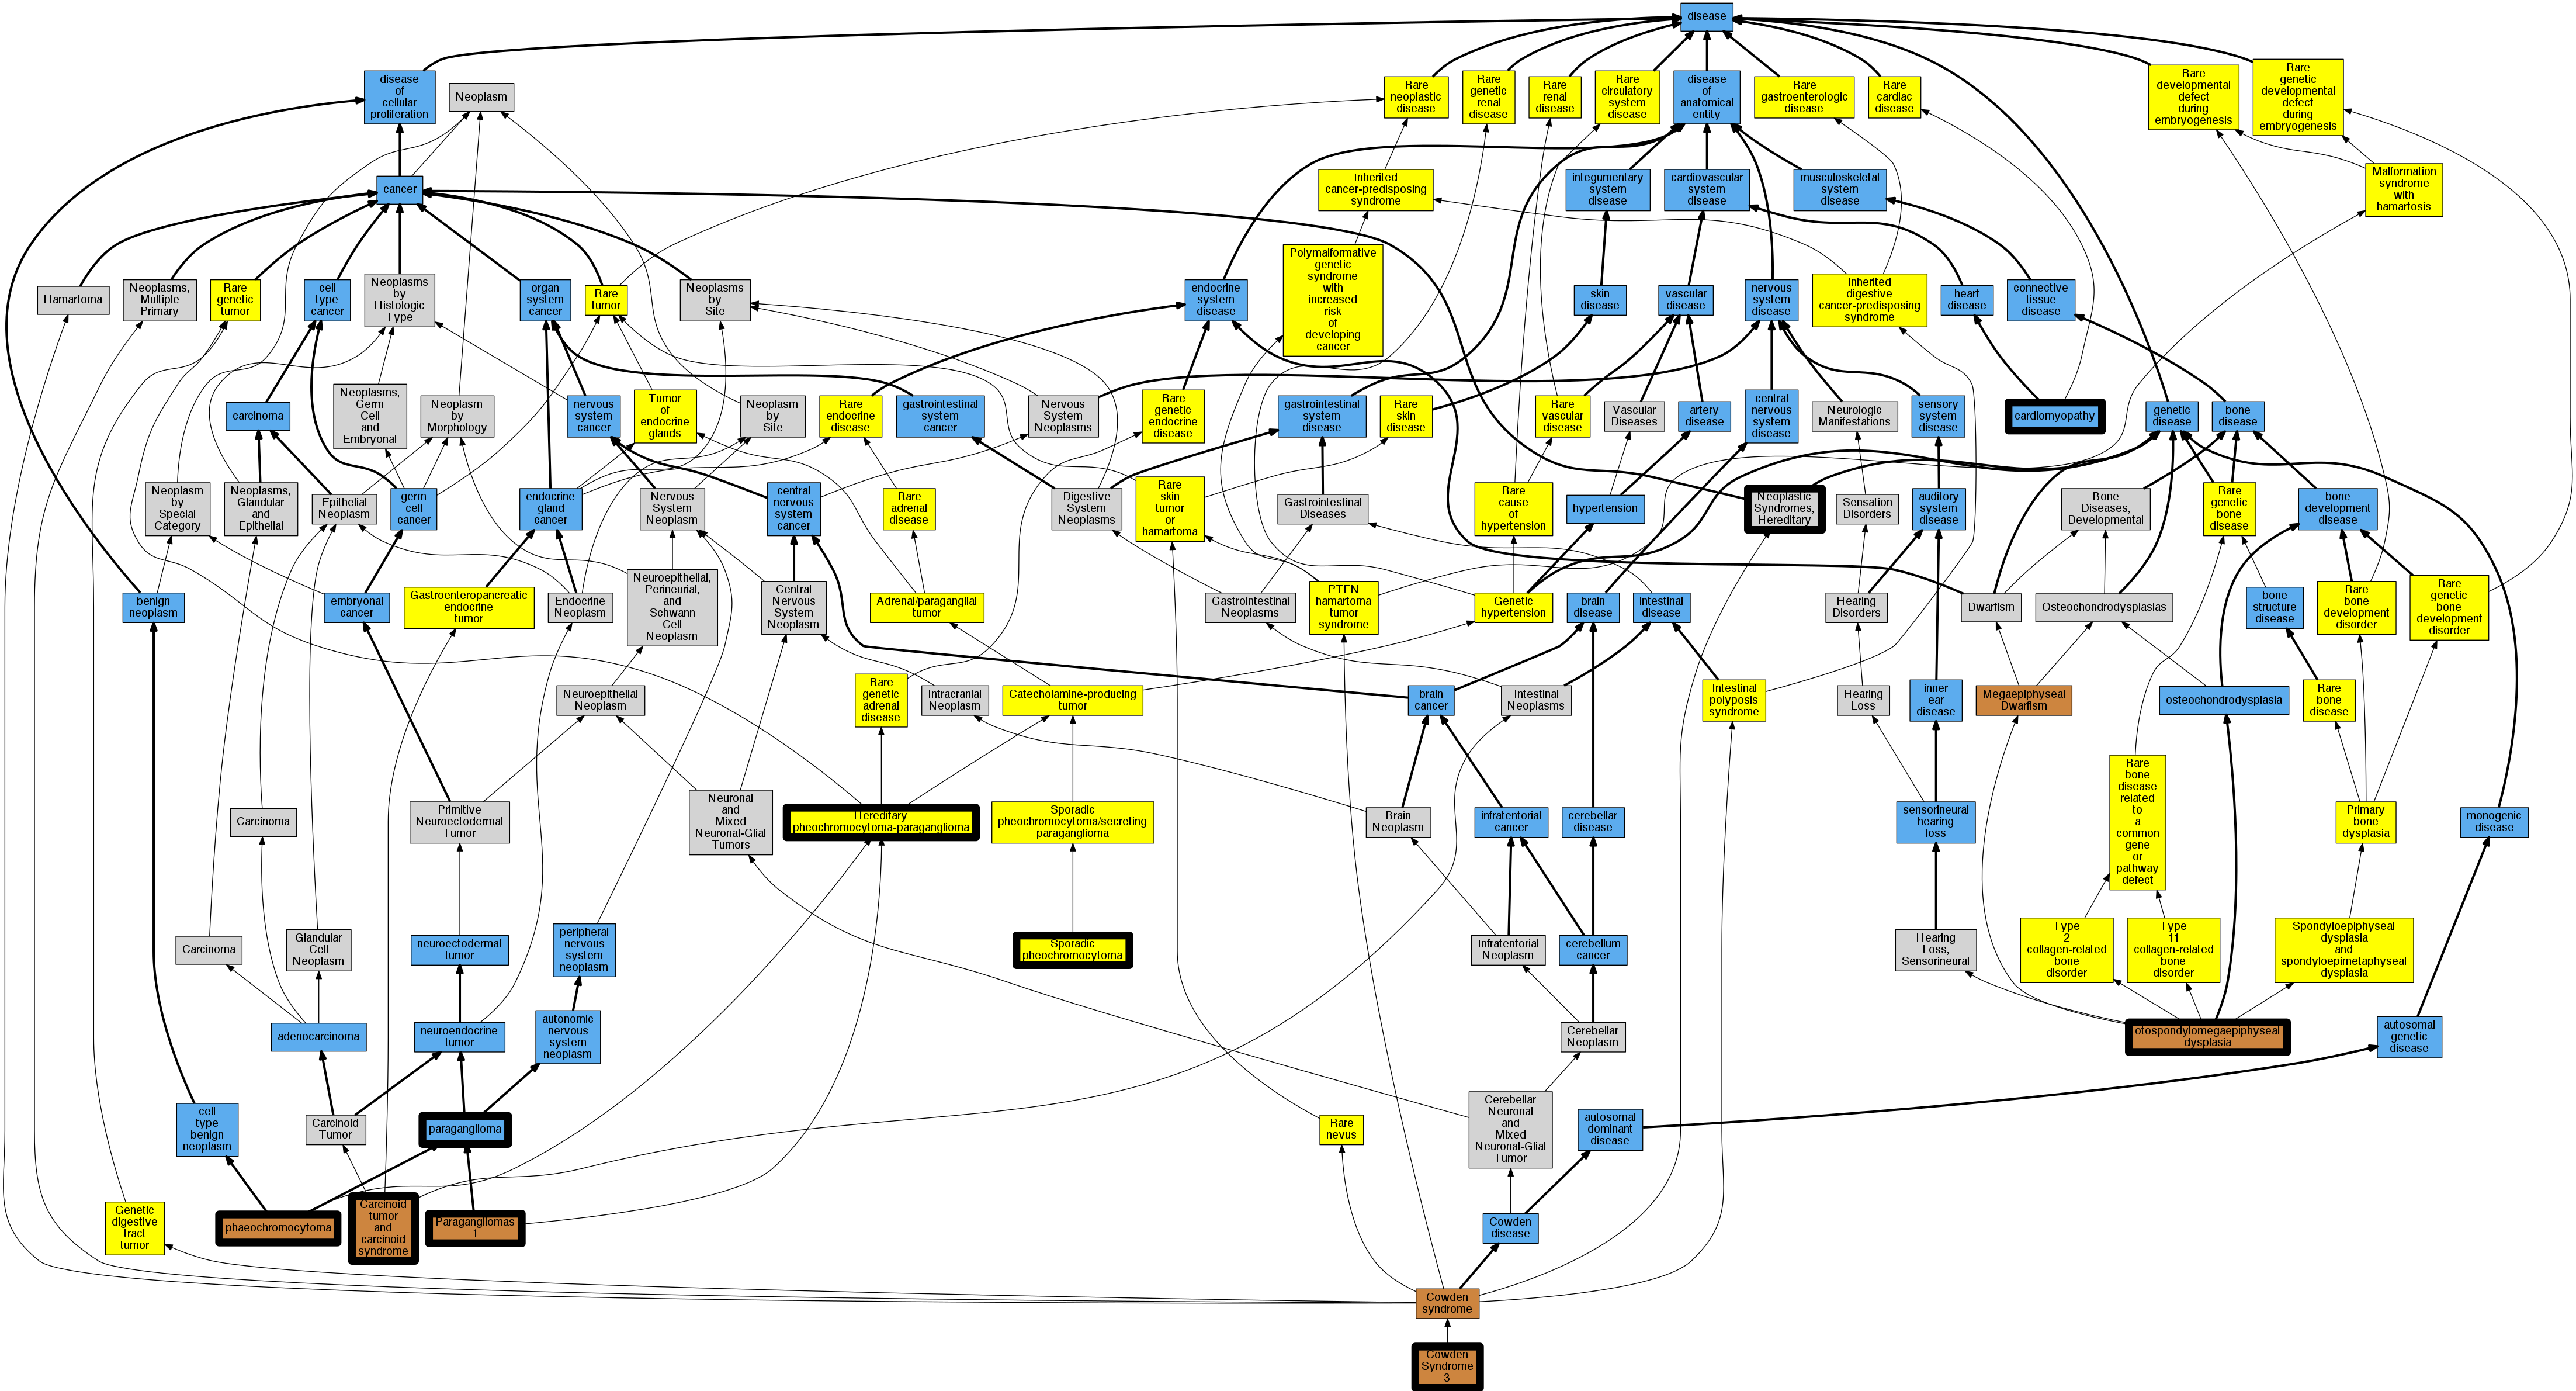 disease
disease
of
cellular
proliferation
Neoplasm
Rare
neoplastic
disease
Rare
genetic
renal
disease
Rare
renal
disease
Rare
circulatory
system
disease
disease
of
anatomical
entity
Rare
gastroenterologic
disease
Rare
cardiac
disease
Rare
developmental
defect
during
embryogenesis
Rare
genetic
developmental
defect
during
embryogenesis
cancer
Inherited
cancer-predisposing
syndrome
integumentary
system
disease
cardiovascular
system
disease
musculoskeletal
system
disease
Malformation
syndrome
with
hamartosis
Hamartoma
Neoplasms,
Multiple
Primary
Rare
genetic
tumor
cell
type
cancer
Neoplasms
by
Histologic
Type
organ
system
cancer
Rare
tumor
Neoplasms
by
Site
endocrine
system
disease
Polymalformative
genetic
syndrome
with
increased
risk
of
developing
cancer
skin
disease
vascular
disease
nervous
system
disease
Inherited
digestive
cancer-predisposing
syndrome
heart
disease
connective
tissue
disease
carcinoma
Neoplasms,
Germ
Cell
and
Embryonal
Neoplasm
by
Morphology
nervous
system
cancer
Tumor
of
endocrine
glands
Neoplasm
by
Site
Rare
endocrine
disease
gastrointestinal
system
cancer
Nervous
System
Neoplasms
Rare
genetic
endocrine
disease
gastrointestinal
system
disease
Rare
skin
disease
Rare
vascular
disease
Vascular
Diseases
artery
disease
central
nervous
system
disease
Neurologic
Manifestations
sensory
system
disease
cardiomyopathy
genetic
disease
bone
disease
Neoplasm
by
Special
Category
Neoplasms,
Glandular
and
Epithelial
Epithelial
Neoplasm
germ
cell
cancer
endocrine
gland
cancer
Nervous
System
Neoplasm
central
nervous
system
cancer
Rare
adrenal
disease
Digestive
System
Neoplasms
Rare
skin
tumor
or
hamartoma
Gastrointestinal
Diseases
Rare
cause
of
hypertension
hypertension
Neoplastic
Syndromes,
Hereditary
Sensation
Disorders
auditory
system
disease
Bone
Diseases,
Developmental
Rare
genetic
bone
disease
bone
development
disease
benign
neoplasm
embryonal
cancer
Gastroenteropancreatic
endocrine
tumor
Endocrine
Neoplasm
Neuroepithelial,
Perineurial,
and
Schwann
Cell
Neoplasm
Central
Nervous
System
Neoplasm
Adrenal/paraganglial
tumor
Gastrointestinal
Neoplasms
PTEN
hamartoma
tumor
syndrome
Genetic
hypertension
brain
disease
intestinal
disease
Hearing
Disorders
Dwarfism
Osteochondrodysplasias
bone
structure
disease
Rare
bone
development
disorder
Rare
genetic
bone
development
disorder
Neuroepithelial
Neoplasm
Rare
genetic
adrenal
disease
Intracranial
Neoplasm
Catecholamine-producing
tumor
brain
cancer
Intestinal
Neoplasms
Intestinal
polyposis
syndrome
Hearing
Loss
inner
ear
disease
Megaepiphyseal
Dwarfism
osteochondrodysplasia
Rare
bone
disease
Carcinoma
Primitive
Neuroectodermal
Tumor
Neuronal
and
Mixed
Neuronal-Glial
Tumors
Hereditary
pheochromocytoma-paraganglioma
Sporadic
pheochromocytoma/secreting
paraganglioma
Brain
Neoplasm
infratentorial
cancer
cerebellar
disease
sensorineural
hearing
loss
Rare
bone
disease
related
to
a
common
gene
or
pathway
defect
Primary
bone
dysplasia
monogenic
disease
Carcinoma
Glandular
Cell
Neoplasm
neuroectodermal
tumor
peripheral
nervous
system
neoplasm
Sporadic
pheochromocytoma
Infratentorial
Neoplasm
cerebellum
cancer
Hearing
Loss,
Sensorineural
Type
2
collagen-related
bone
disorder
Type
11
collagen-related
bone
disorder
Spondyloepiphyseal
dysplasia
and
spondyloepimetaphyseal
dysplasia
adenocarcinoma
neuroendocrine
tumor
autonomic
nervous
system
neoplasm
Cerebellar
Neoplasm
otospondylomegaepiphyseal
dysplasia
autosomal
genetic
disease
cell
type
benign
neoplasm
Carcinoid
Tumor
paraganglioma
Rare
nevus
Cerebellar
Neuronal
and
Mixed
Neuronal-Glial
Tumor
autosomal
dominant
disease
Genetic
digestive
tract
tumor
phaeochromocytoma
Carcinoid
tumor
and
carcinoid
syndrome
Paragangliomas
1
Cowden
disease
Cowden
syndrome
Cowden
Syndrome
3